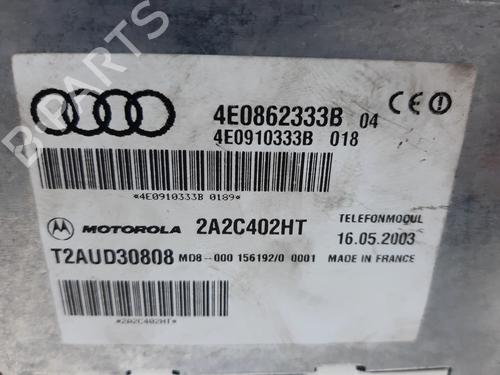 4E0862333B 04
4E0910333B 018
*4E0910333B 0189*
MOTOROLA 2A2C402HT
TELEFONMODUL
16.05.2003
T2AUD30808 MD8-000 156192/0 0001 MADE IN FRANCE
*2A2C402HT*
B-PARTS